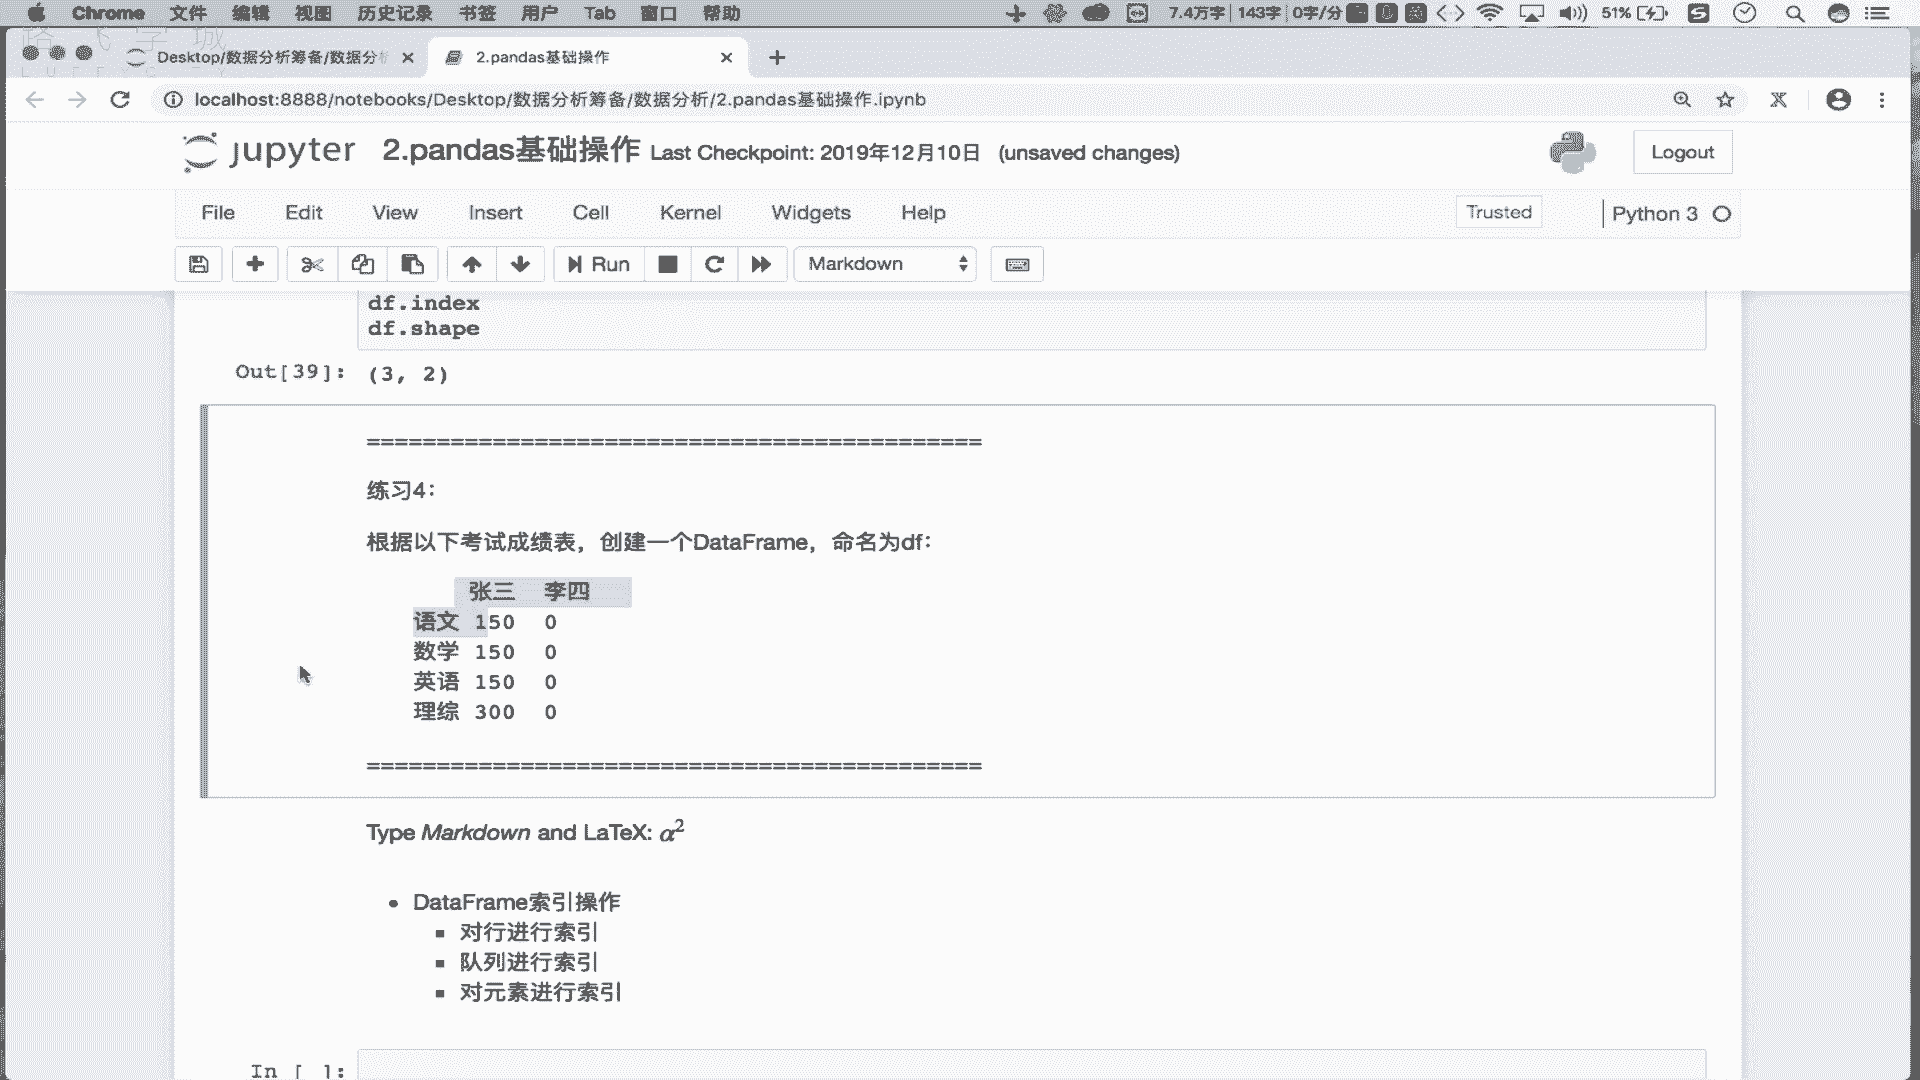 Chrome 文件 编辑 视图 历史记录 书签 用户 Tab 窗口 帮助 7.4万字 143字 0字/分 51%
Desktop/数据分析筹备/数据分析 2.pandas基础操作
localhost:8888/notebooks/Desktop/数据分析筹备/数据分析/2.pandas基础操作.ipynb
jupyter 2.pandas基础操作 Last Checkpoint: 2019年12月10日 (unsaved changes) Logout
File Edit View Insert Cell Kernel Widgets Help Trusted Python 3
Run Markdown
df.index
df.shape
Out[39]: (3, 2)
============================================
练习4：
根据以下考试成绩表，创建一个DataFrame，命名为df：
张三 李四
语文 150 0
数学 150 0
英语 150 0
理综 300 0
============================================
Type Markdown and LaTeX: α²
DataFrame索引操作
对行进行索引
队列进行索引
对元素进行索引
In [ ]: